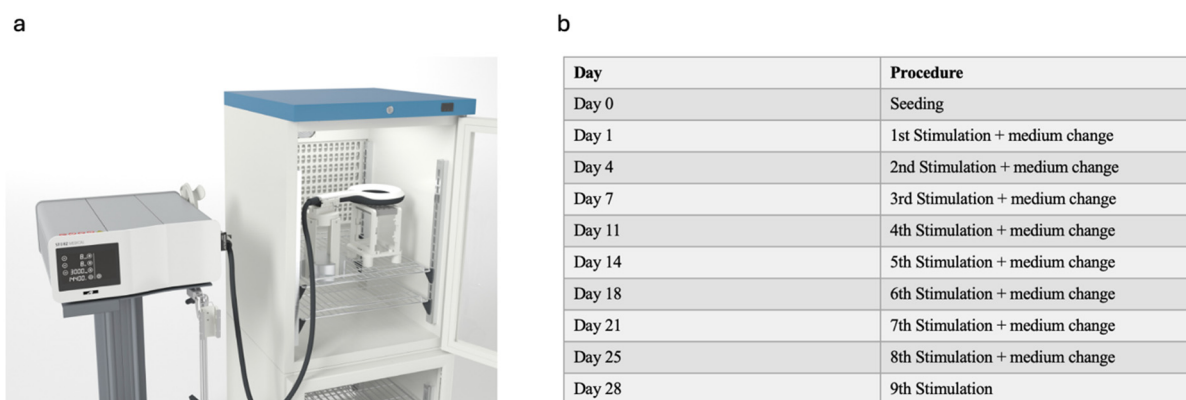 a
b
Day Procedure
Day 0 Seeding
Day 1 1st Stimulation + medium change
Day 4 2nd Stimulation + medium change
Day 7 3rd Stimulation + medium change
Day 11 4th Stimulation + medium change
Day 14 5th Stimulation + medium change
Day 18 6th Stimulation + medium change
Day 21 7th Stimulation + medium change
Day 25 8th Stimulation + medium change
Day 28 9th Stimulation